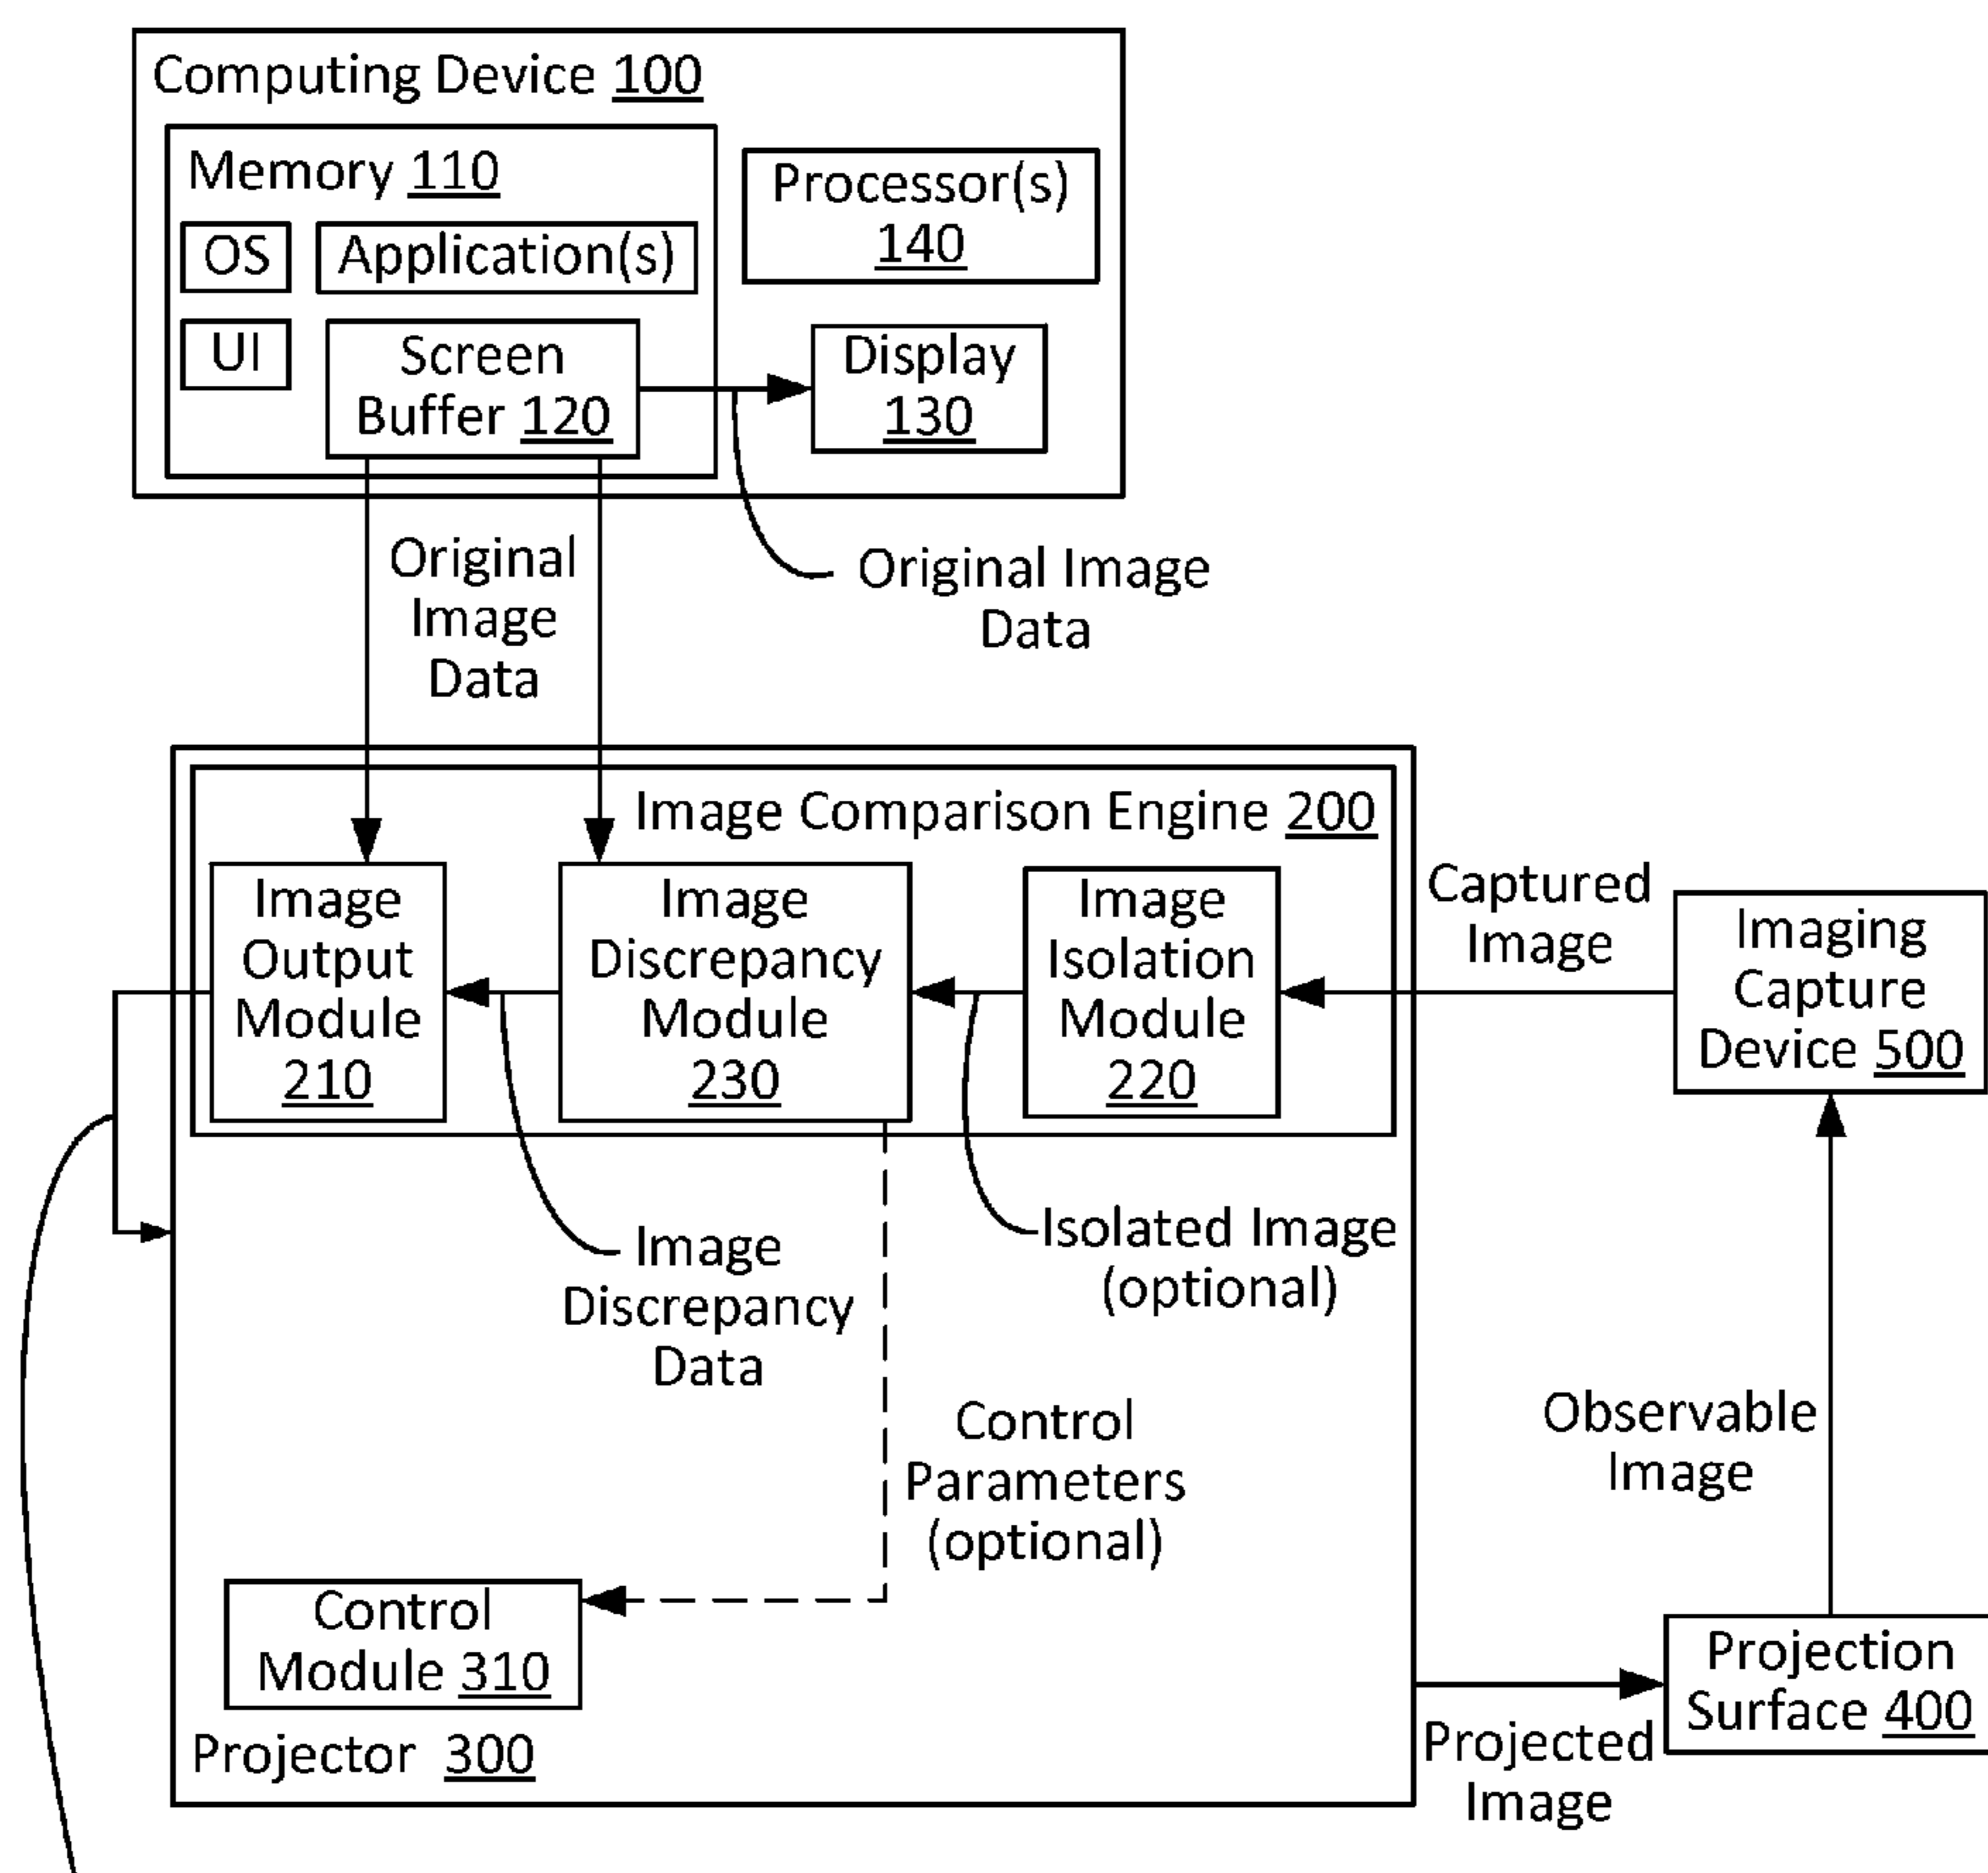 Computing Device 100
Memory 110
OS
Application(s)
UI
Screen
Buffer 120
Processor(s)
140
Display
130
Original
Image
Data
Original Image
Data
Image Comparison Engine 200
Image
Output
Module
210
Image
Discrepancy
Module
230
Image
Isolation
Module
220
Captured
Image
Imaging
Capture
Device 500
Image
Discrepancy
Data
Isolated Image
(optional)
Control
Parameters
(optional)
Observable
Image
Control
Module 310
Projector 300
Projected
Image
Projection
Surface 400